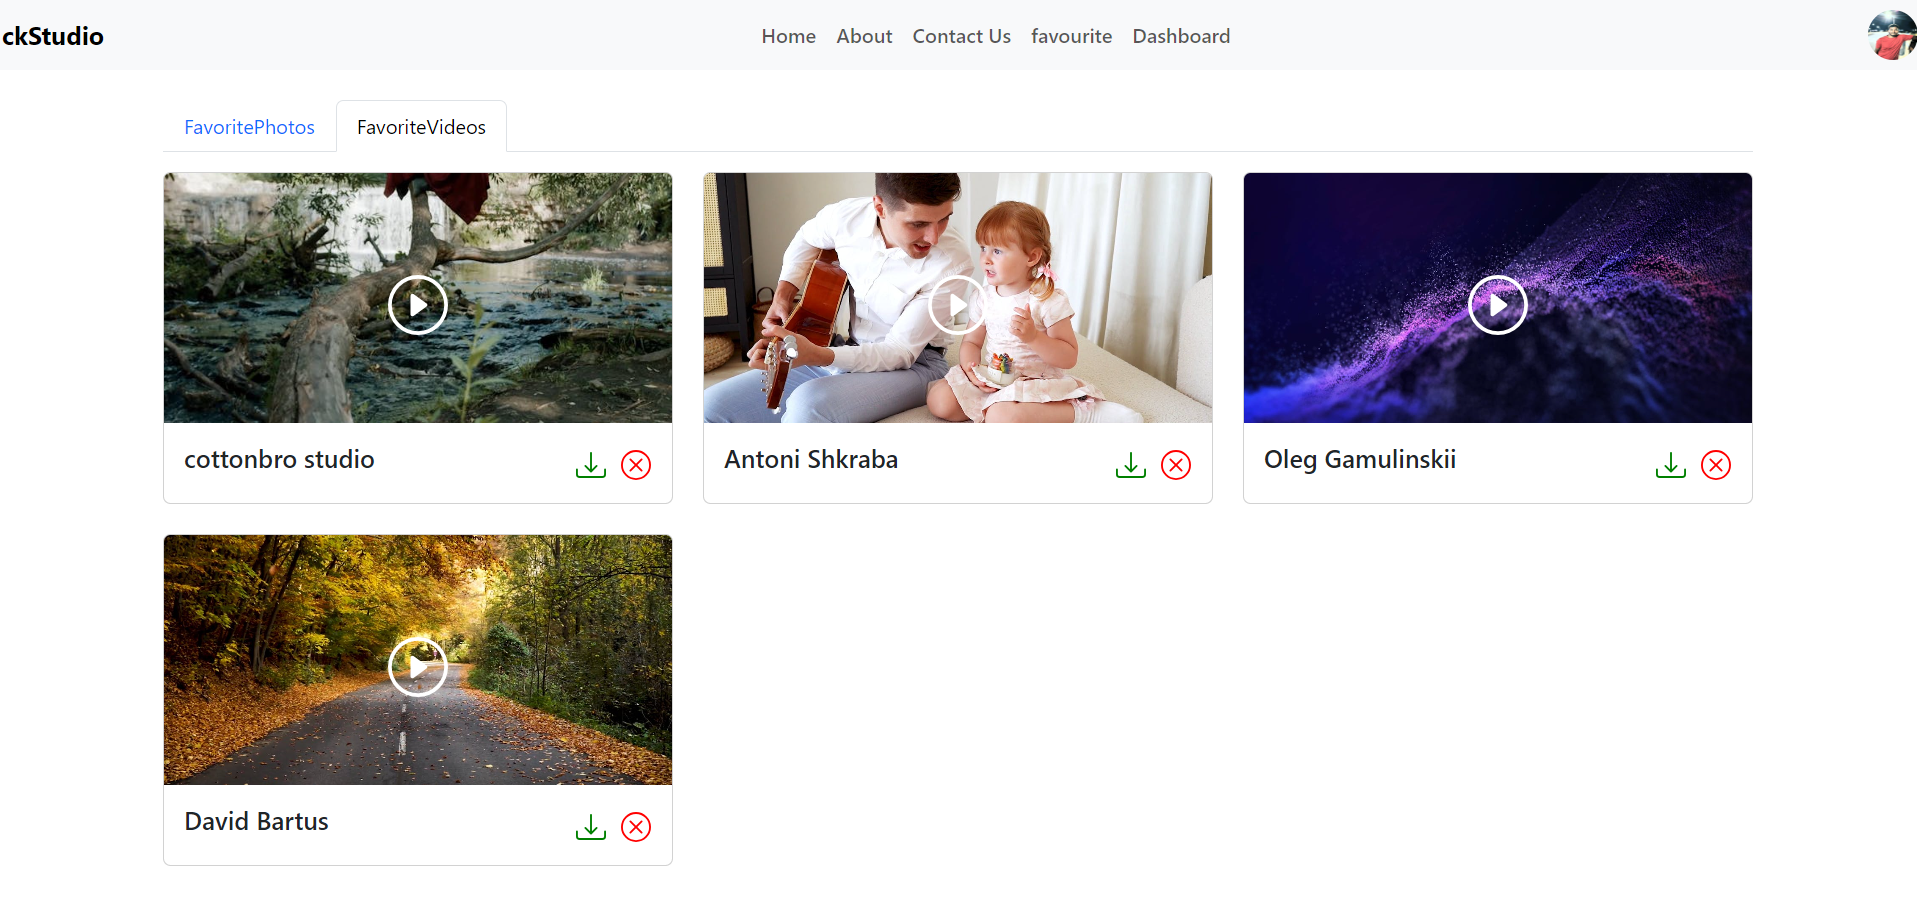 ckStudio
Home About Contact Us favourite Dashboard
FavoritePhotos FavoriteVideos
cottonbro studio
Antoni Shkraba
Oleg Gamulinskii
David Bartus